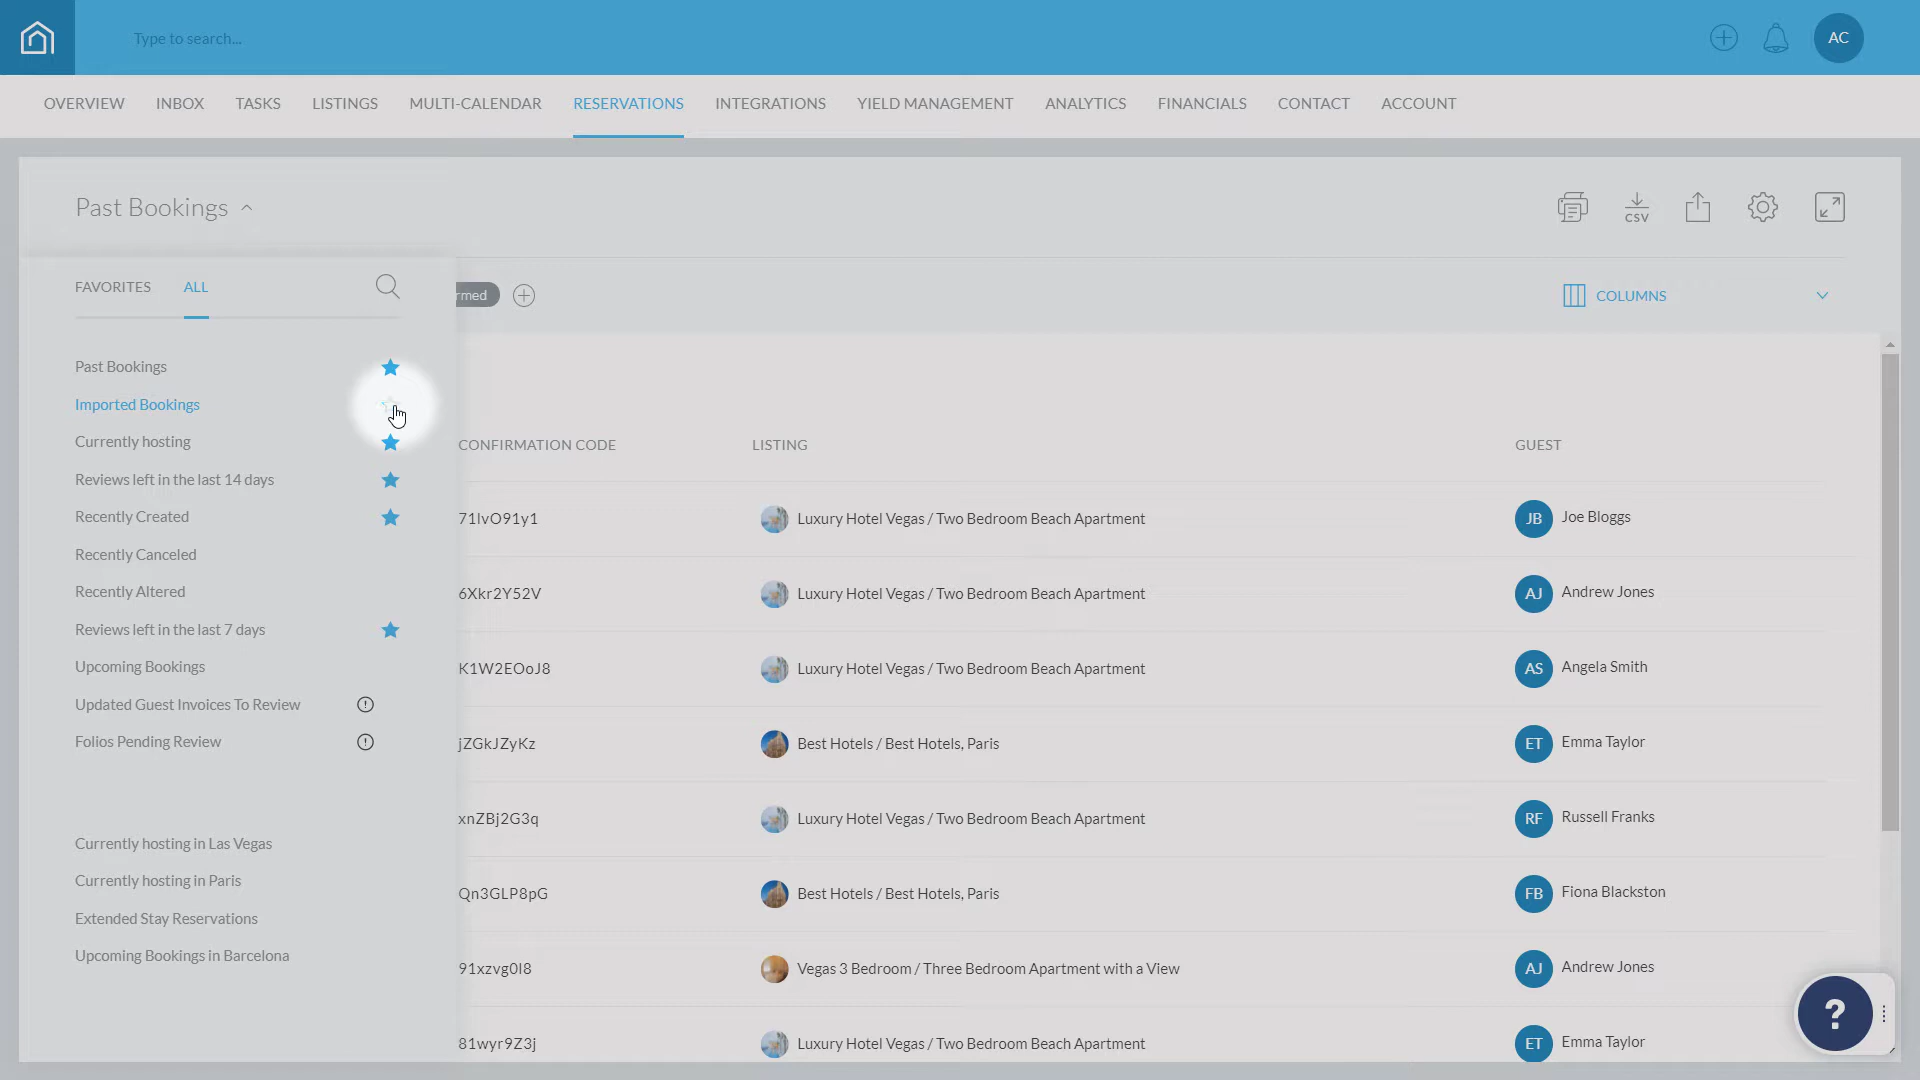 Type to search...
AC
OVERVIEW INBOX TASKS LISTINGS MULTI-CALENDAR RESERVATIONS INTEGRATIONS YIELD MANAGEMENT ANALYTICS FINANCIALS CONTACT ACCOUNT
Past Bookings
CSV
FAVORITES ALL
rmed
COLUMNS
Past Bookings
Imported Bookings
Currently hosting
Reviews left in the last 14 days
Recently Created
Recently Canceled
Recently Altered
Reviews left in the last 7 days
Upcoming Bookings
Updated Guest Invoices To Review
Folios Pending Review
Currently hosting in Las Vegas
Currently hosting in Paris
Extended Stay Reservations
Upcoming Bookings in Barcelona
CONFIRMATION CODE LISTING GUEST
71lvO91y1 Luxury Hotel Vegas / Two Bedroom Beach Apartment JB Joe Bloggs
6Xkr2Y52V Luxury Hotel Vegas / Two Bedroom Beach Apartment AJ Andrew Jones
K1W2EOoJ8 Luxury Hotel Vegas / Two Bedroom Beach Apartment AS Angela Smith
jZGkJZyKz Best Hotels / Best Hotels, Paris ET Emma Taylor
xnZBj2G3q Luxury Hotel Vegas / Two Bedroom Beach Apartment RF Russell Franks
Qn3GLP8pG Best Hotels / Best Hotels, Paris FB Fiona Blackston
91xzvg0l8 Vegas 3 Bedroom / Three Bedroom Apartment with a View AJ Andrew Jones
81wyr9Z3j Luxury Hotel Vegas / Two Bedroom Beach Apartment ET Emma Taylor
?